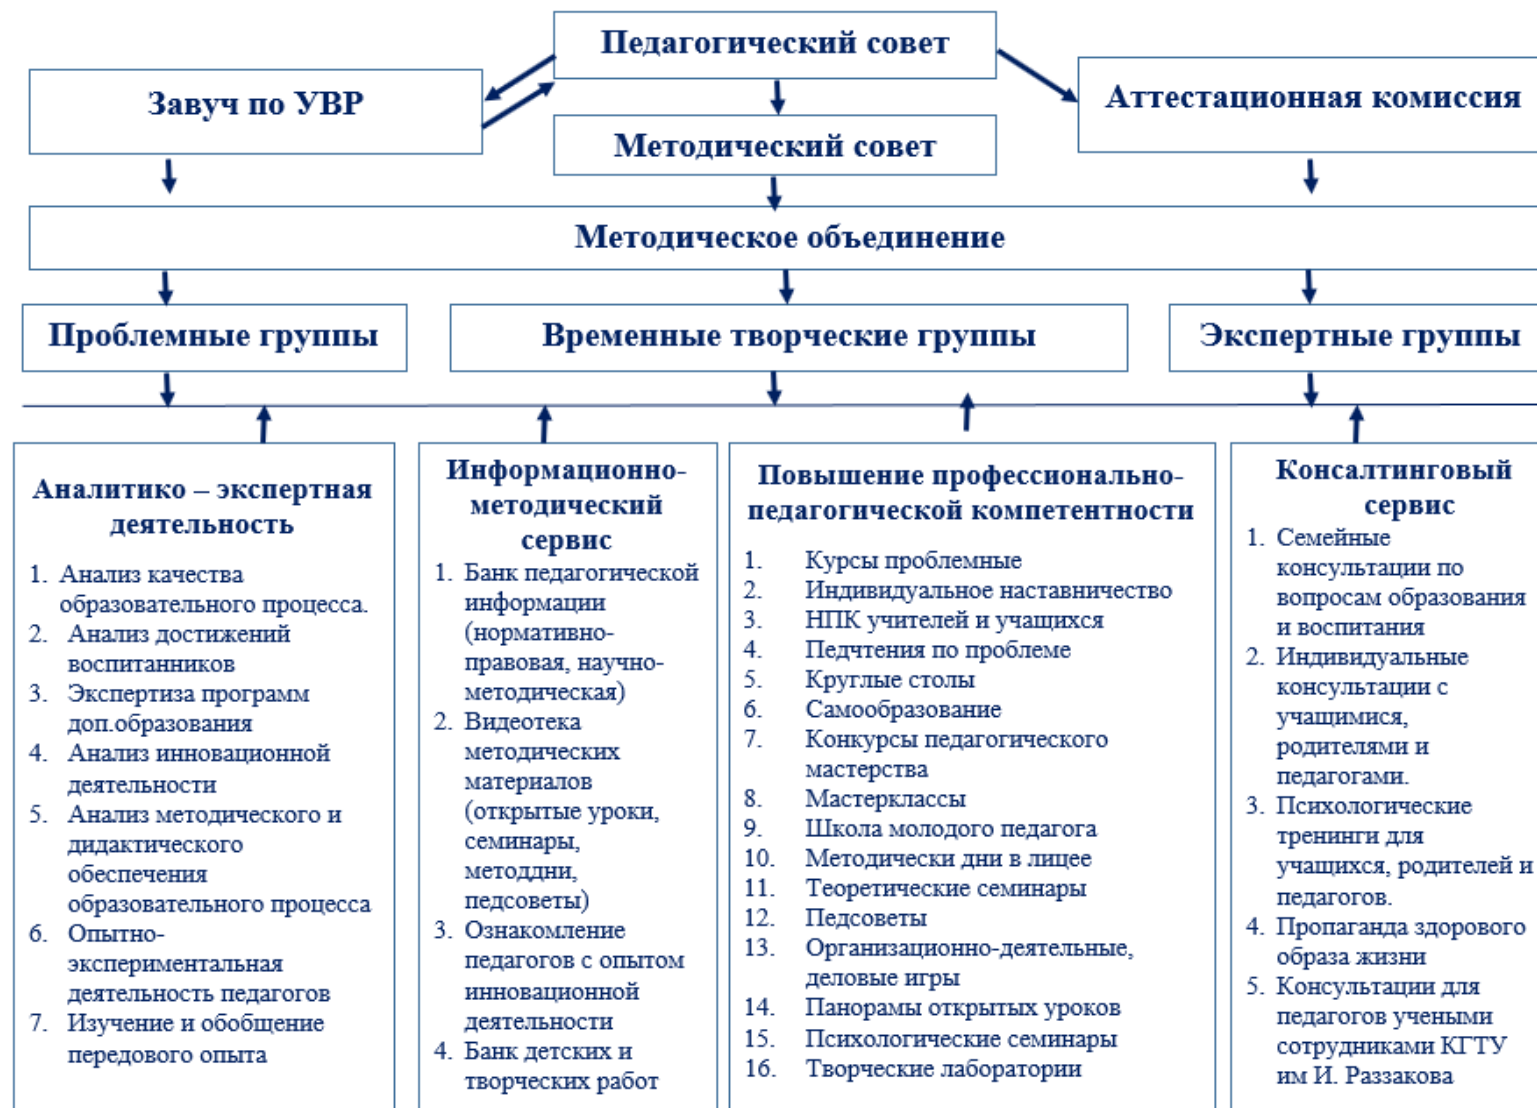 Педагогический совет
Завуч по УВР
Аттестационная комиссия
Методический совет
Методическое объединение
Проблемные группы
Временные творческие группы
Экспертные группы
Аналитико – экспертная
деятельность
1. Анализ качества
образовательного процесса.
2. Анализ достижений
воспитанников
3. Экспертиза программ
доп.образования
4. Анализ инновационной
деятельности
5. Анализ методического и
дидактического
обеспечения
образовательного процесса
6. Опытно-
экспериментальная
деятельность педагогов
7. Изучение и обобщение
передового опыта
Информационно-
методический
сервис
1. Банк педагогической
информации
(нормативно-
правовая, научно-
методическая)
2. Видеотека
методических
материалов
(открытые уроки,
семинары,
методдни,
педсоветы)
3. Ознакомление
педагогов с опытом
инновационной
деятельности
4. Банк детских и
творческих работ
Повышение профессионально-
педагогической компетентности
1. Курсы проблемные
2. Индивидуальное наставничество
3. НПК учителей и учащихся
4. Педчтения по проблеме
5. Круглые столы
6. Самообразование
7. Конкурсы педагогического
мастерства
8. Мастерклассы
9. Школа молодого педагога
10. Методически дни в лицее
11. Теоретические семинары
12. Педсоветы
13. Организационно-деятельные,
деловые игры
14. Панорамы открытых уроков
15. Психологические семинары
16. Творческие лаборатории
Консалтинговый
сервис
1. Семейные
консультации по
вопросам образования
и воспитания
2. Индивидуальные
консультации с
учащимися,
родителями и
педагогами.
3. Психологические
тренинги для
учащихся, родителей и
педагогов.
4. Пропаганда здорового
образа жизни
5. Консультации для
педагогов учеными
сотрудниками КГТУ
им И. Раззакова